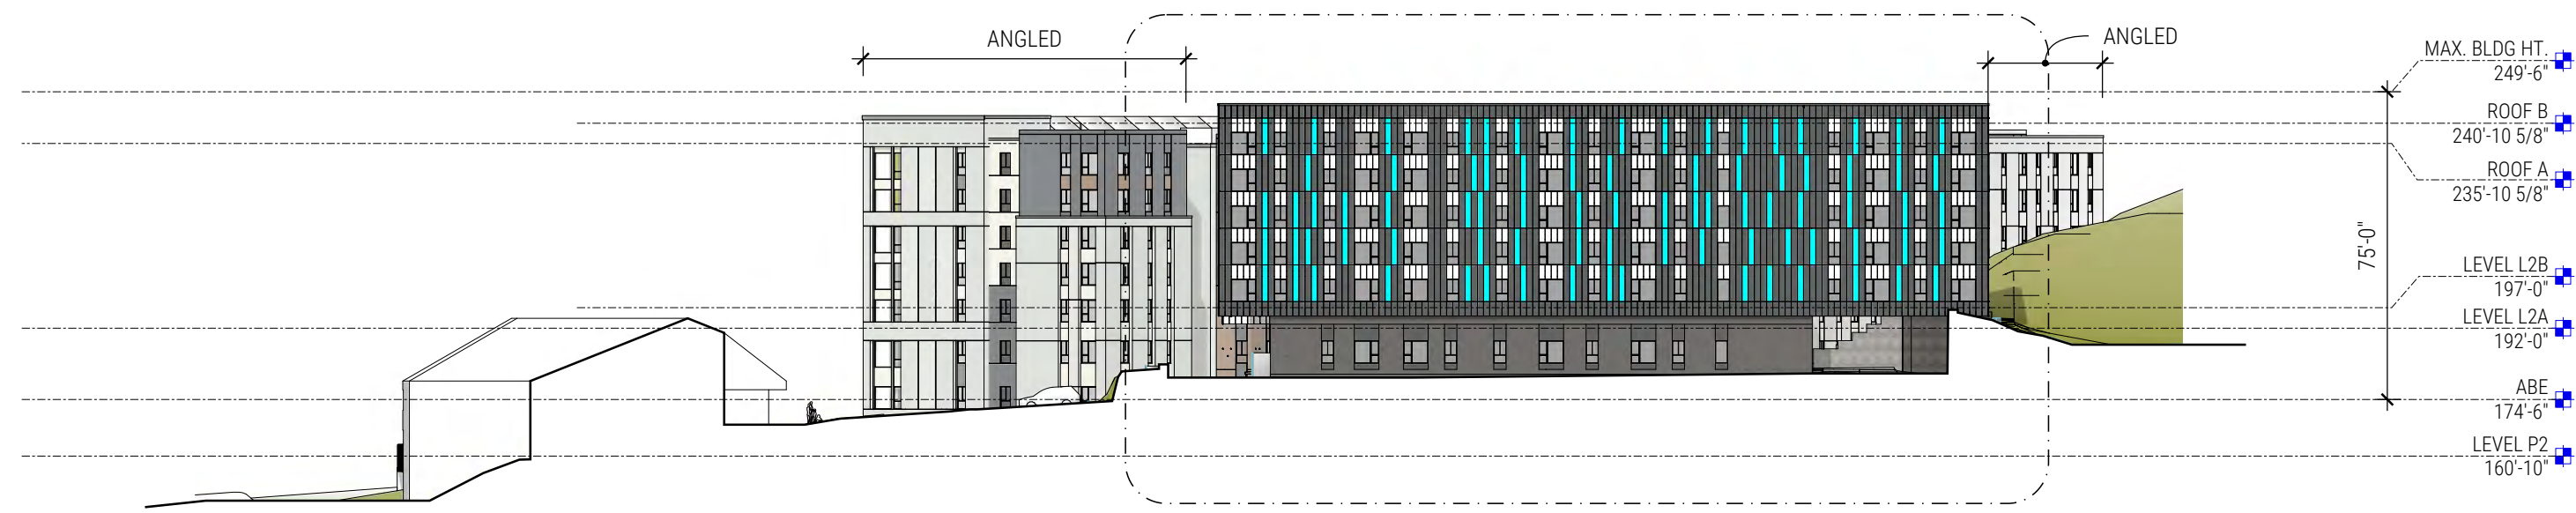 ANGLED
ANGLED
MAX. BLDG HT.
249'-6"
ROOF B
240'-10 5/8"
ROOF A
235'-10 5/8"
75'-0"
LEVEL L2B
197'-0"
LEVEL L2A
192'-0"
ABE
174'-6"
LEVEL P2
160'-10"